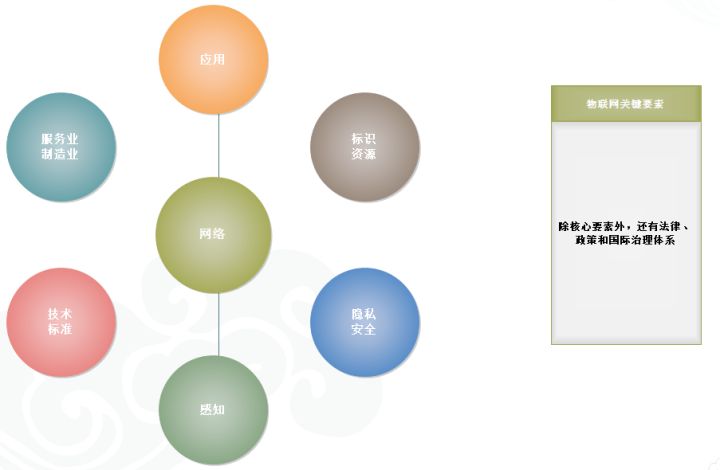 应用
服务业
制造业
标识
资源
网络
技术
标准
隐私
安全
感知
物联网关键要素
除核心要素外，还有法律、
政策和国际治理体系